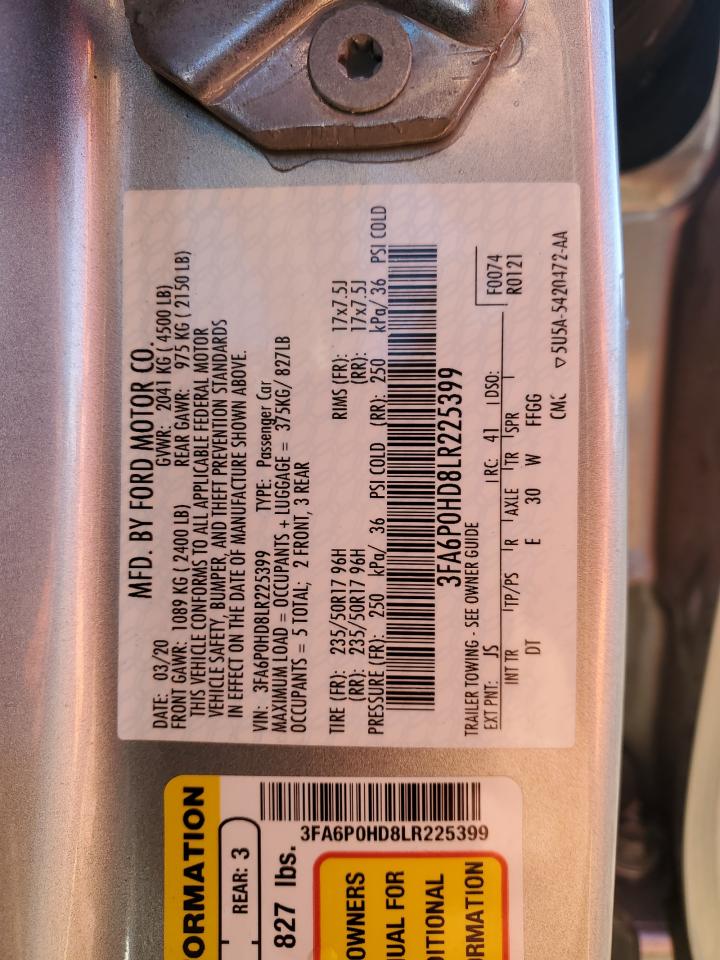 MFD. BY FORD MOTOR CO.
DATE: 03/20 GVWR: 2041 KG ( 4500 LB)
FRONT GAWR: 1089 KG ( 2400 LB) REAR GAWR: 975 KG ( 2150 LB)
THIS VEHICLE CONFORMS TO ALL APPLICABLE FEDERAL MOTOR
VEHICLE SAFETY, BUMPER, AND THEFT PREVENTION STANDARDS
IN EFFECT ON THE DATE OF MANUFACTURE SHOWN ABOVE.
VIN: 3FA6P0HD8LR225399 TYPE: Passenger Car
MAXIMUM LOAD = OCCUPANTS + LUGGAGE = 375KG/ 827LB
OCCUPANTS = 5 TOTAL; 2 FRONT, 3 REAR
TIRE (FR): 235/50R17 96H RIMS (FR): 17x7.5J
(RR): 235/50R17 96H (RR): 17x7.5J
PRESSURE (FR): 250 kPa/ 36 PSI COLD (RR): 250 kPa/ 36 PSI COLD
3FA6P0HD8LR225399
TRAILER TOWING - SEE OWNER GUIDE
EXT PNT: JS RC: 41 DSO:
F0074
R0121
INT TR TP/PS R AXLE TR SPR
DT E 30 W FFGG
CMC 5U5A-5420472-AA
ORMATION
REAR: 3
827 lbs.
3FA6P0HD8LR225399
OWNERS
UAL FOR
DITIONAL
RMATION